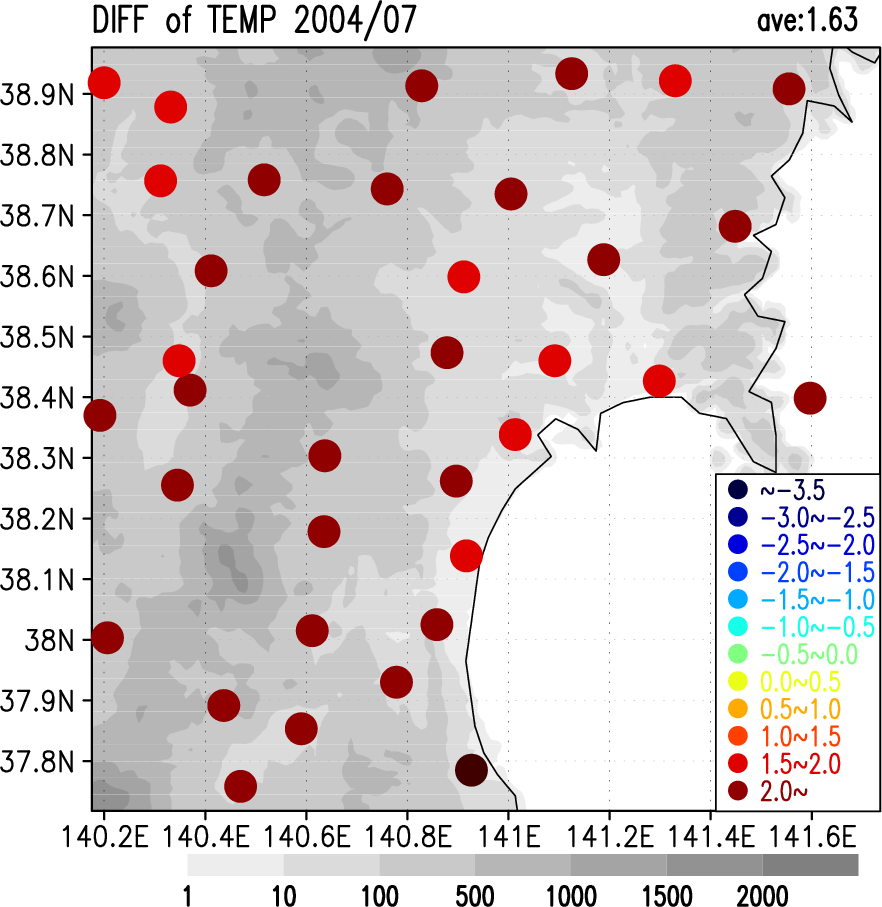 DIFF of TEMP 2004/07
ave:1.63
38.9N
38.8N
38.7N
38.6N
38.5N
38.4N
38.3N
38.2N
38.1N
38N
37.9N
37.8N
~-3.5
-3.0~-2.5
-2.5~-2.0
-2.0~-1.5
-1.5~-1.0
-1.0~-0.5
-0.5~0.0
0.0~0.5
0.5~1.0
1.0~1.5
1.5~2.0
2.0~
140.2E 140.4E 140.6E 140.8E 141E 141.2E 141.4E 141.6E
1 10 100 500 1000 1500 2000